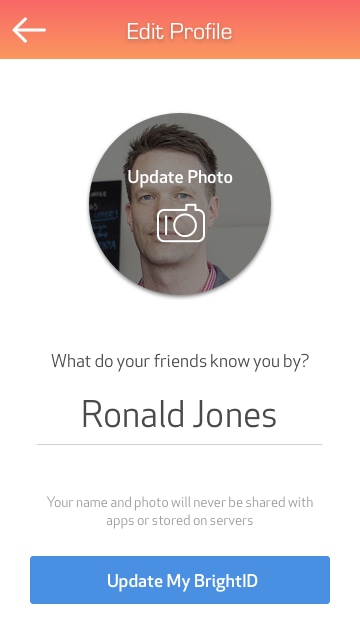 Edit Profile
Update Photo
What do your friends know you by?
Ronald Jones
Your name and photo will never be shared with
apps or stored on servers
Update My BrightID